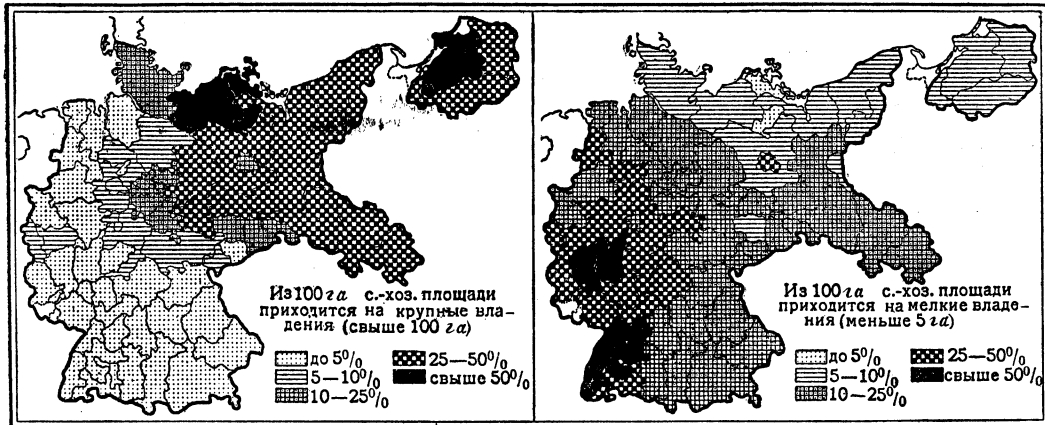 Из 100 га с.-хоз. площади
приходится на крупные вла-
дения (свыше 100 га)
до 5%
5—10%
10—25%
25—50%
свыше 50%
Из 100 га с.-хоз. площади
приходится на мелкие владе-
ния (меньше 5 га)
до 5%
5—10%
10—25%
25—50%
свыше 50%